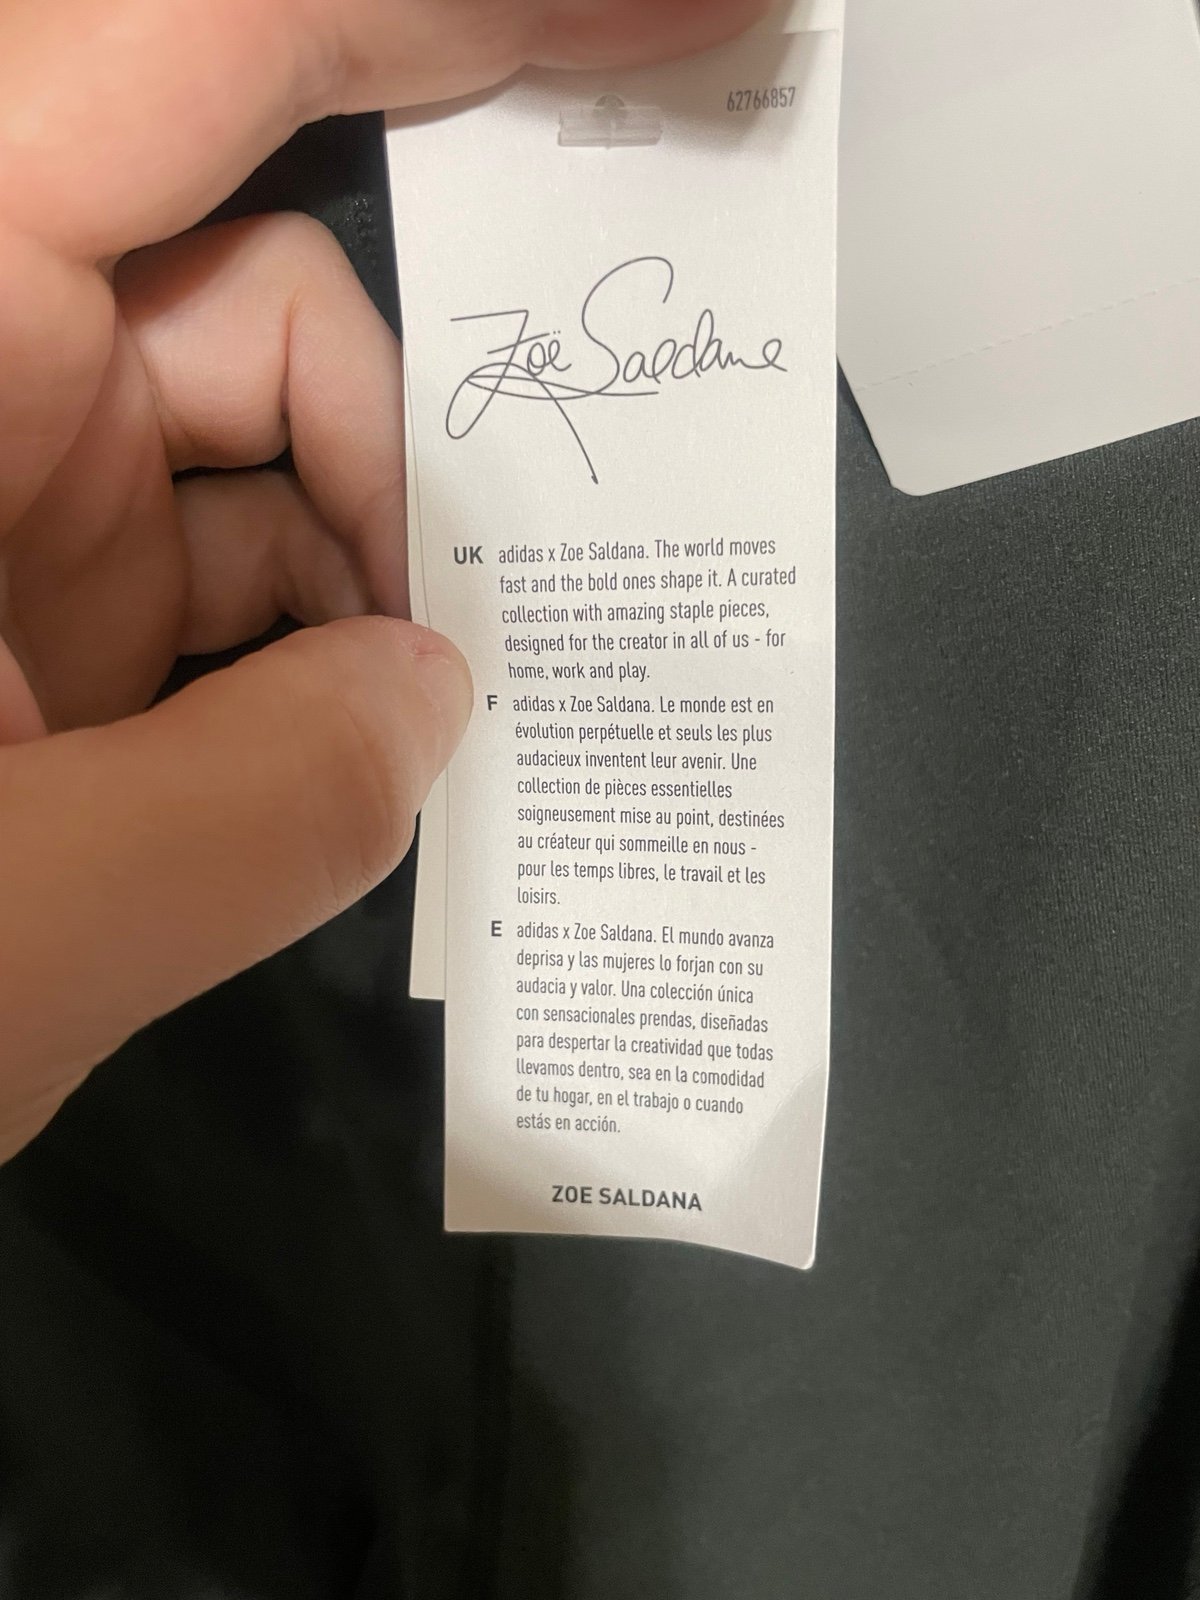 62766857
Zoë Saldana
UK adidas x Zoe Saldana. The world moves
fast and the bold ones shape it. A curated
collection with amazing staple pieces,
designed for the creator in all of us - for
home, work and play.
F adidas x Zoe Saldana. Le monde est en
évolution perpétuelle et seuls les plus
audacieux inventent leur avenir. Une
collection de pièces essentielles
soigneusement mise au point, destinées
au créateur qui sommeille en nous -
pour les temps libres, le travail et les
loisirs.
E adidas x Zoe Saldana. El mundo avanza
deprisa y las mujeres lo forjan con su
audacia y valor. Una colección única
con sensacionales prendas, diseñadas
para despertar la creatividad que todas
llevamos dentro, sea en la comodidad
de tu hogar, en el trabajo o cuando
estás en acción.
ZOE SALDANA